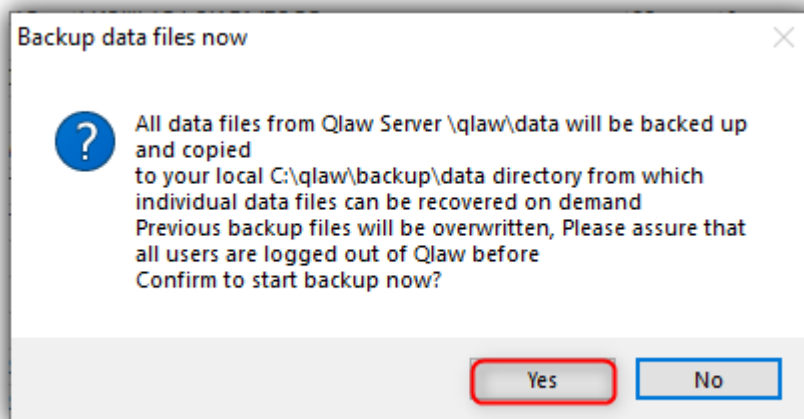 Backup data files now
All data files from Qlaw Server \qlaw\data will be backed up
and copied
to your local C:\qlaw\backup\data directory from which
individual data files can be recovered on demand
Previous backup files will be overwritten, Please assure that
all users are logged out of Qlaw before
Confirm to start backup now?
Yes
No